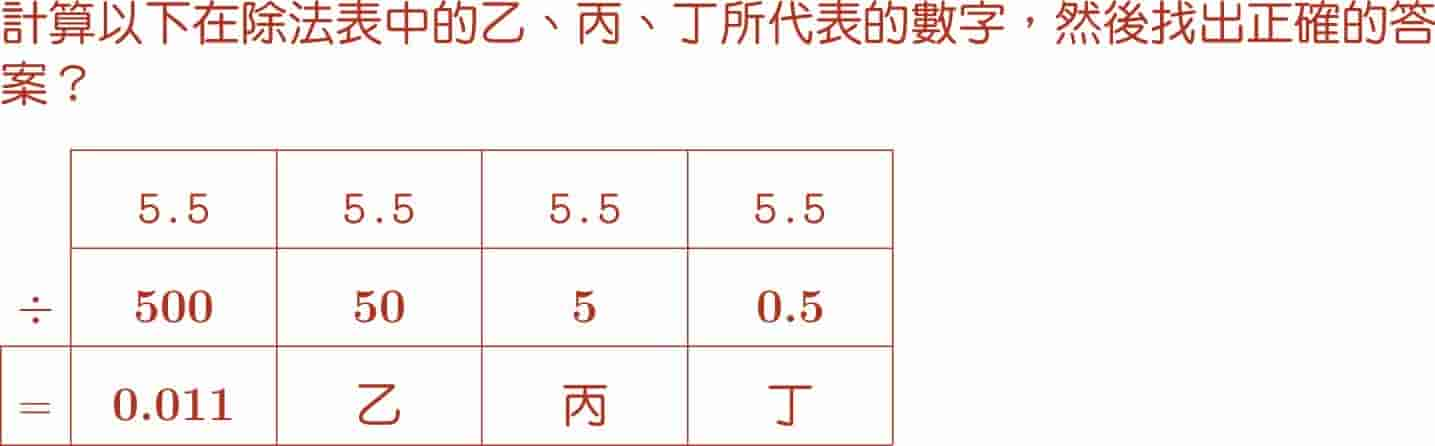 計算以下在除法表中的乙、丙、丁所代表的數字，然後找出正確的答
案？
5.5 5.5 5.5 5.5
÷ 500 50 5 0.5
= 0.011 乙 丙 丁